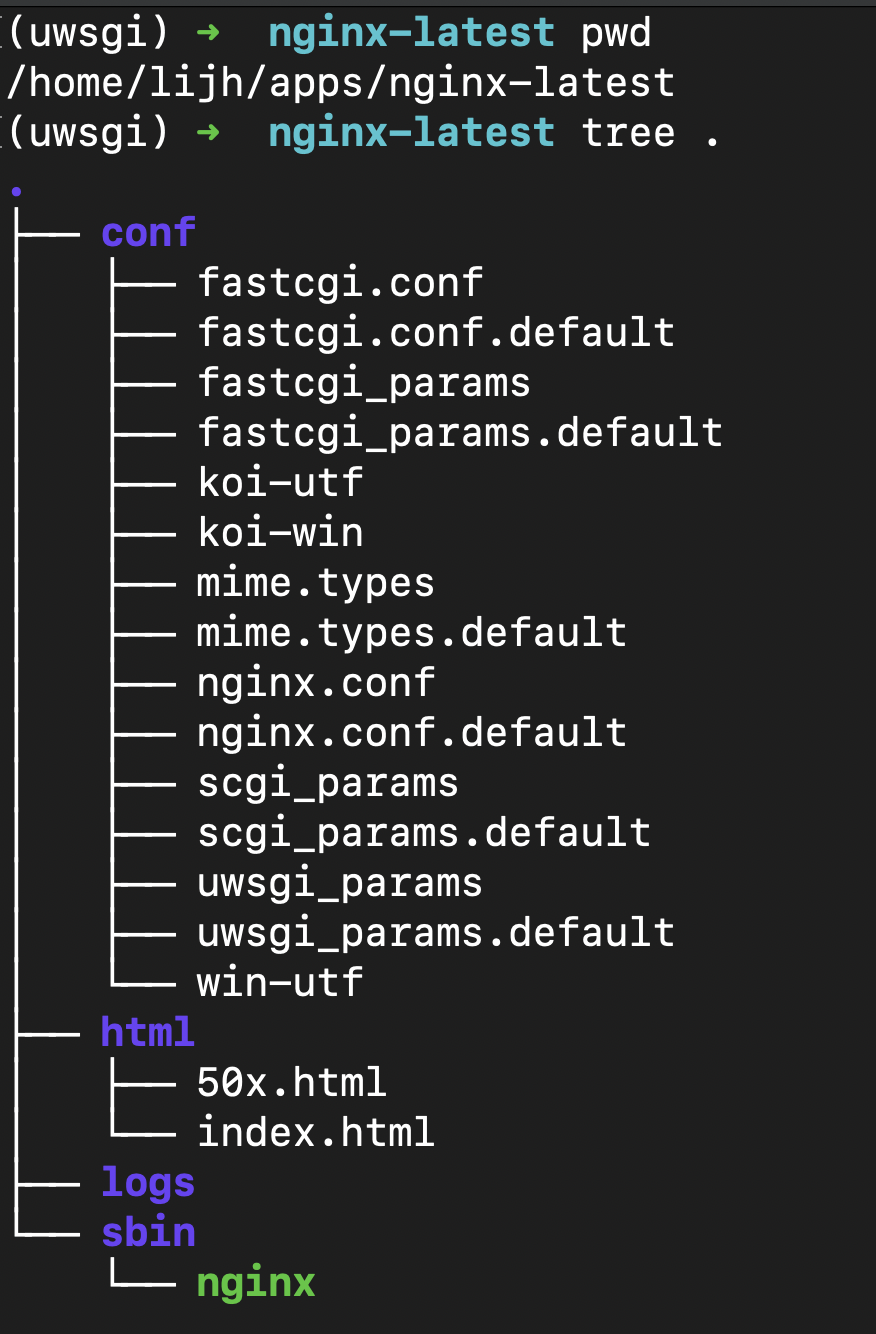 (uwsgi) ➜  nginx-latest pwd
/home/lijh/apps/nginx-latest
(uwsgi) ➜  nginx-latest tree .
.
├── conf
│   ├── fastcgi.conf
│   ├── fastcgi.conf.default
│   ├── fastcgi_params
│   ├── fastcgi_params.default
│   ├── koi-utf
│   ├── koi-win
│   ├── mime.types
│   ├── mime.types.default
│   ├── nginx.conf
│   ├── nginx.conf.default
│   ├── scgi_params
│   ├── scgi_params.default
│   ├── uwsgi_params
│   ├── uwsgi_params.default
│   └── win-utf
├── html
│   ├── 50x.html
│   └── index.html
├── logs
└── sbin
    └── nginx